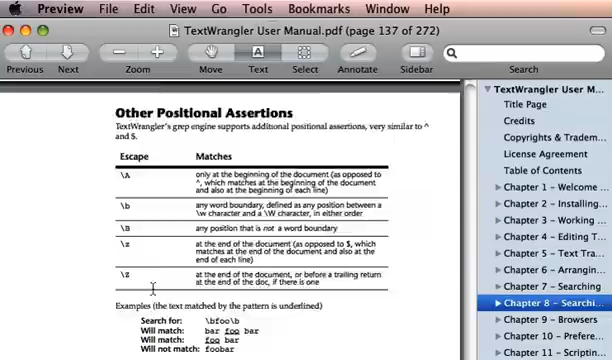 Preview File Edit View Go Tools Bookmarks Window Help
TextWrangler User Manual.pdf (page 137 of 272)
Previous Next Zoom Move Text Select Annotate Sidebar Search
Other Positional Assertions
TextWrangler's grep engine supports additional positional assertions, very similar to ^
and $.
Escape Matches
\A only at the beginning of the document (as opposed to
^, which matches at the beginning of the document
and also at the beginning of each line)
\b any word boundary, defined as any position between a
\w character and a \W character, in either order
\B any position that is not a word boundary
\z at the end of the document (as opposed to $, which
matches at the end of the document and also at the
end of each line)
\Z at the end of the document, or before a trailing return
at the end of the doc, if there is one
Examples (the text matched by the pattern is underlined)
Search for: \bfoo\b
Will match: bar foo bar
Will match: foo bar
Will not match: foobar
TextWrangler User M...
Title Page
Credits
Copyrights & Tradem...
License Agreement
Table of Contents
Chapter 1 – Welcome ...
Chapter 2 – Installing...
Chapter 3 – Working ...
Chapter 4 – Editing T...
Chapter 5 – Text Tra...
Chapter 6 – Arrangin...
Chapter 7 – Searching
Chapter 8 – Searchi...
Chapter 9 – Browsers
Chapter 10 – Prefere...
Chapter 11 – Scripting